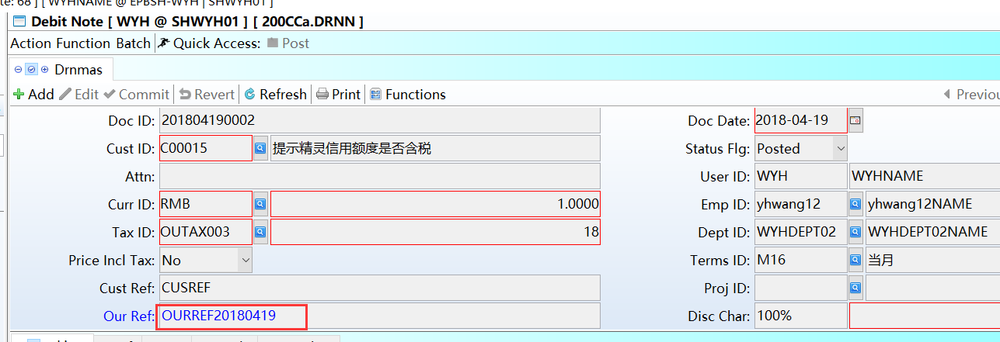 te: 68 ] [ WYHNAME @ EPBSH-WYH | SHWYH01 ]
Debit Note [ WYH @ SHWYH01 ] [ 200CCa.DRNN ]
Action Function Batch Quick Access: Post
Drnmas
Add Edit Commit Revert Refresh Print Functions Previou
Doc ID: 201804190002 Doc Date: 2018-04-19
Cust ID: C00015 提示精灵信用额度是否含税 Status Flg: Posted
Attn: User ID: WYH WYHNAME
Curr ID: RMB 1.0000 Emp ID: yhwang12 yhwang12NAME
Tax ID: OUTAX003 18 Dept ID: WYHDEPT02 WYHDEPT02NAME
Price Incl Tax: No Terms ID: M16 当月
Cust Ref: CUSREF Proj ID:
Our Ref: OURREF20180419 Disc Char: 100%